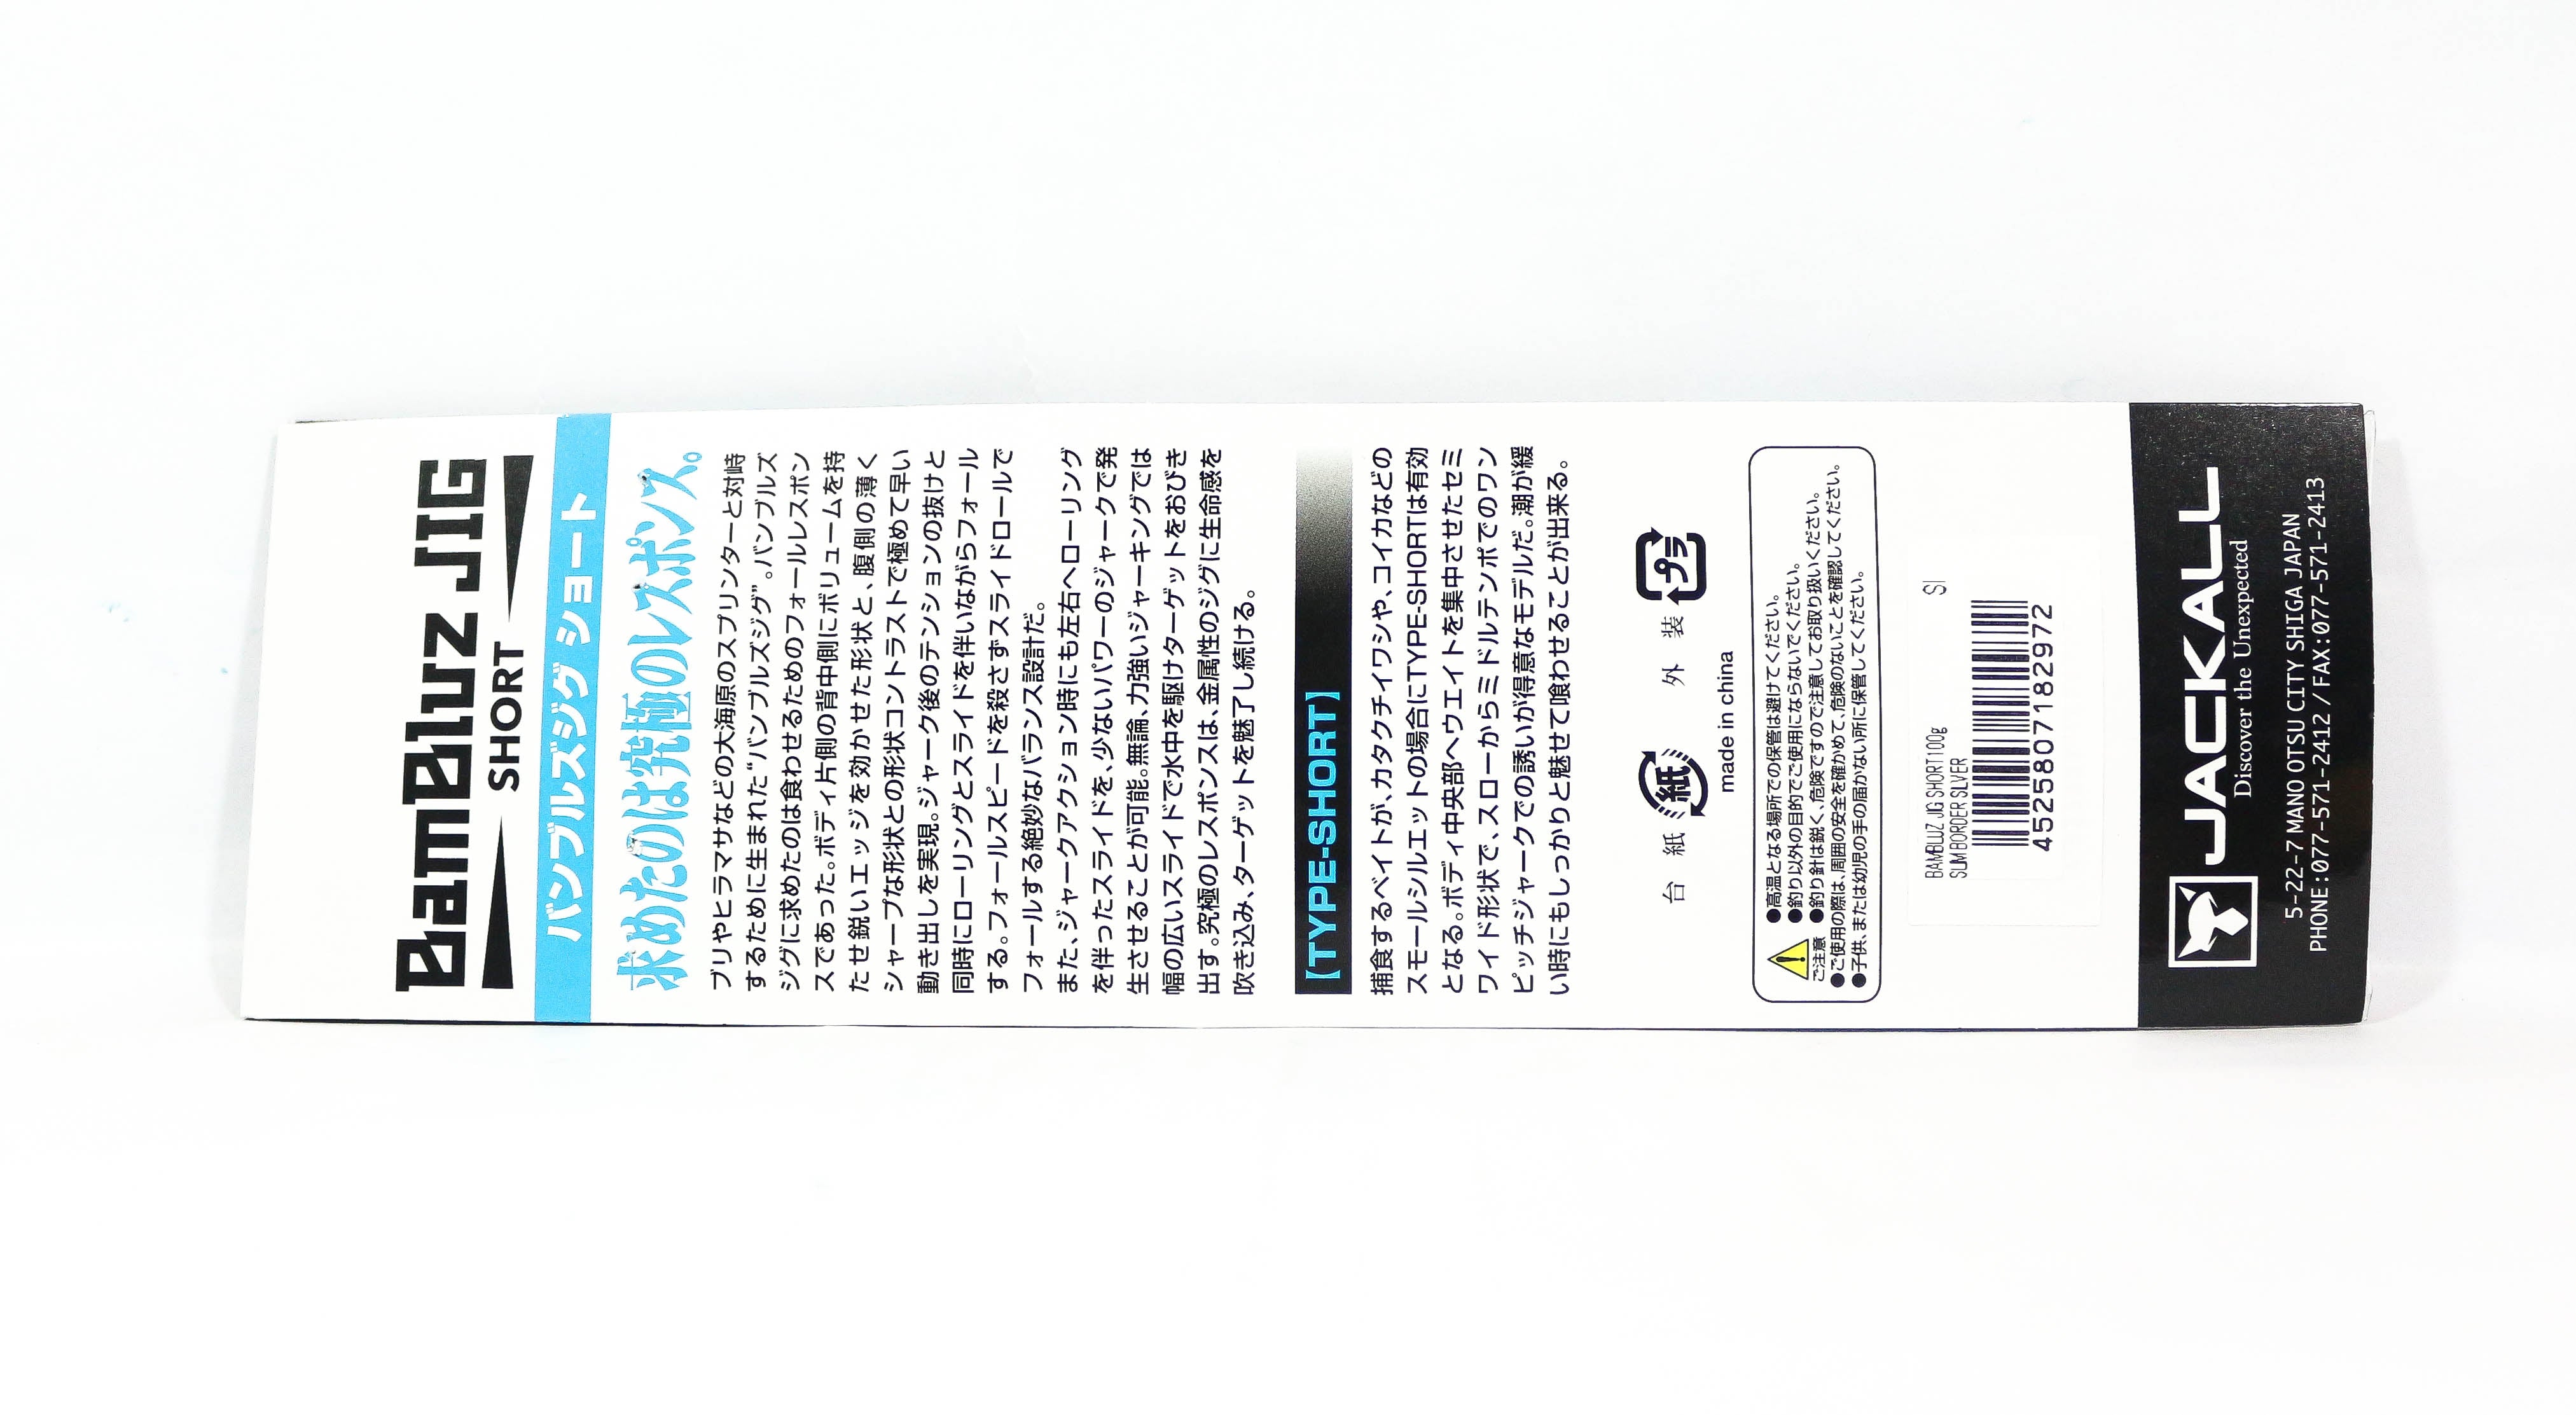 BamBluz JIG
SHORT
バンブルズジグ ショート
求めたのは究極のレスポンス。
ブリやヒラマサなどの大海原のスプリンターと対峙
するために生まれた“バンブルズジグ”。バンブルズ
ジグに求めたのは食わせるためのフォールレスポン
スであった。ボディ片側の背中側にボリュームを持
たせ鋭いエッジを効かせた形状と、腹側の薄く
シャープな形状との形状コントラストで極めて早い
動き出しを実現。ジャーク後のテンションの抜けと
同時にローリングとスライドを伴いながらフォール
する。フォールスピードを殺さずスライドロールで
フォールする絶妙なバランス設計だ。
また、ジャークアクション時にも左右へローリング
を伴ったスライドを、少ないパワーのジャークで発
生させることが可能。無論、力強いジャーキングでは
幅の広いスライドで水中を駆けターゲットをおびき
出す。究極のレスポンスは、金属性のジグに生命感を
吹き込み、ターゲットを魅了し続ける。
[TYPE-SHORT]
捕食するベイトが、カタクチイワシや、コイカなどの
スモールシルエットの場合にTYPE-SHORTは有効
となる。ボディ中央部へウエイトを集中させたセミ
ワイド形状で、スローからミドルテンポでのワン
ピッチジャークでの誘いが得意なモデルだ。潮が緩
い時にもしっかりと魅せて喰わせることが出来る。
台紙 紙 外装 プラ
made in china
●高温となる場所での保管は避けてください。
●釣り以外の目的でご使用にならないでください。
ご注意 ●釣り針は鋭く、危険ですので注意してお取り扱いください。
●ご使用の際は、周囲の安全を確かめて、危険のないことを確認してください。
●子供、または幼児の手の届かない所に保管してください。
BAMBLUZ JIG SHORT100g SI
SLIM BORDER SILVER
4525807182972
JACKALL
Discover the Unexpected
5-22-7 MANO OTSU CITY SHIGA JAPAN
PHONE:077-571-2412 / FAX:077-571-2413